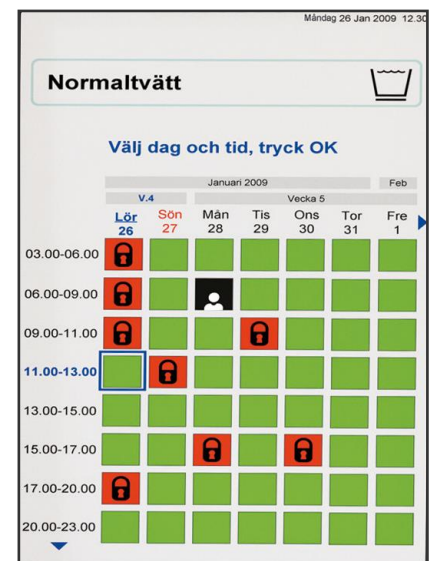 Måndag 26 Jan 2009 12.30
Normaltvätt
Välj dag och tid, tryck OK
Januari 2009 Feb
V.4 Vecka 5
Lör Sön Mån Tis Ons Tor Fre
26 27 28 29 30 31 1
03.00-06.00
06.00-09.00
09.00-11.00
11.00-13.00
13.00-15.00
15.00-17.00
17.00-20.00
20.00-23.00